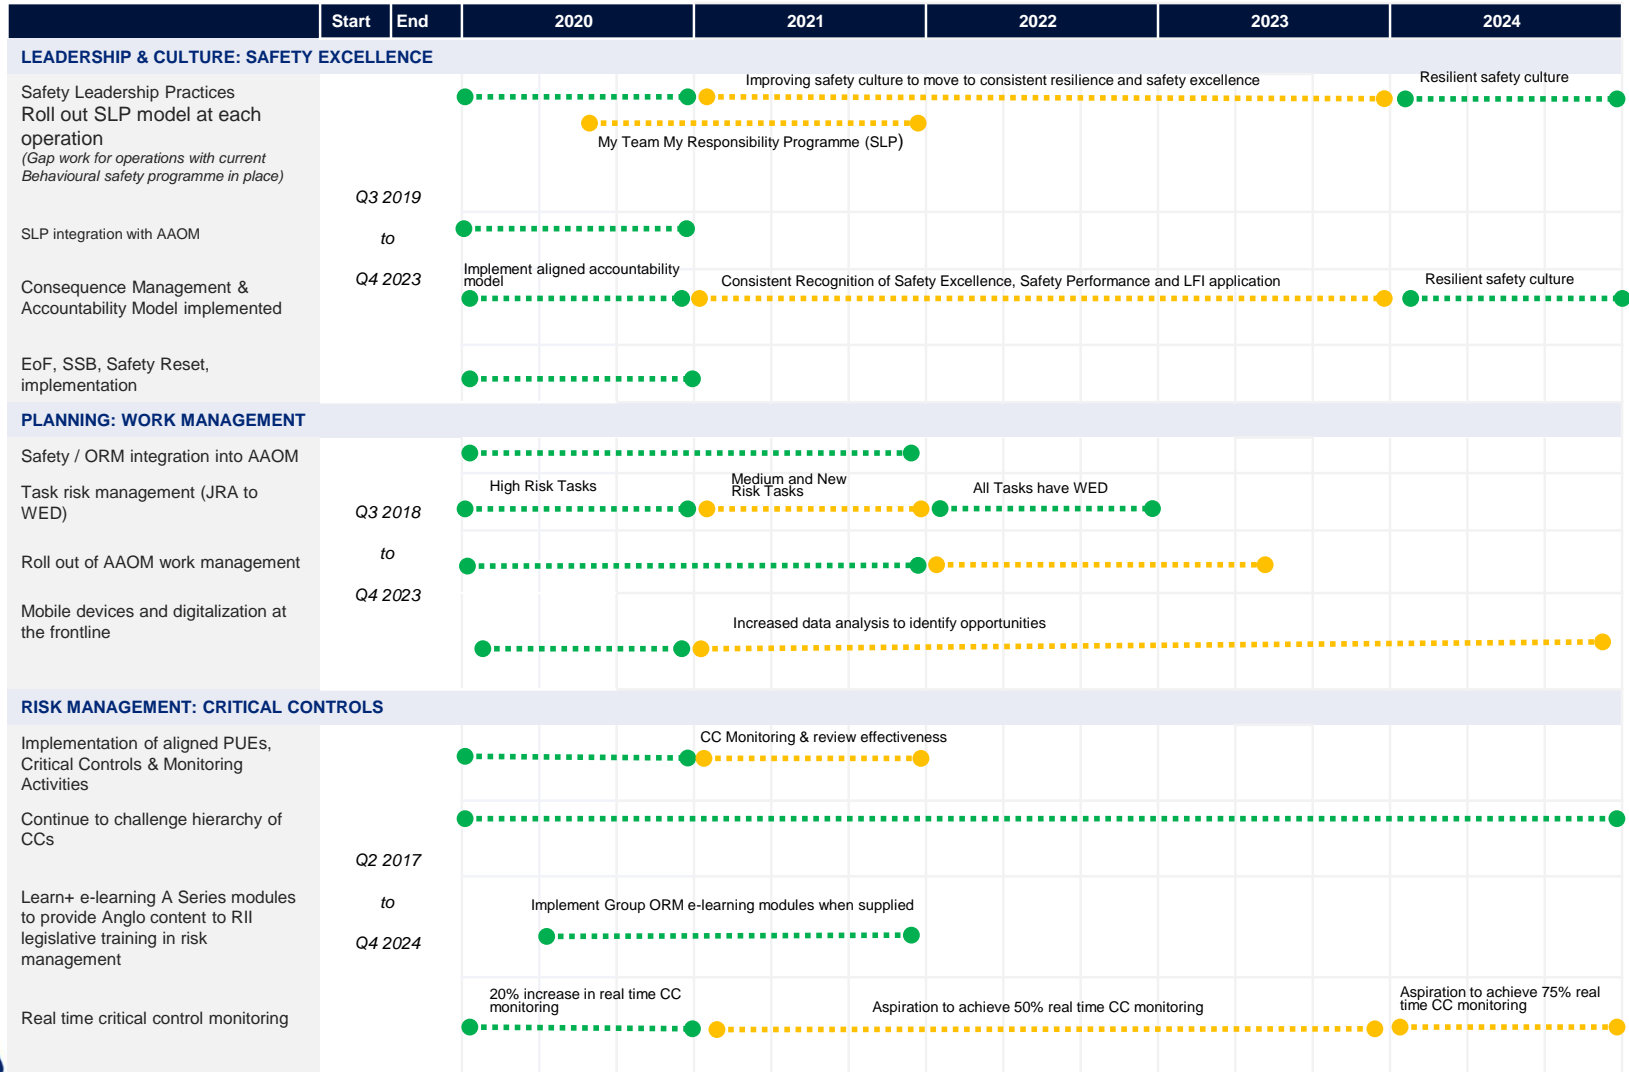 Start End 2020 2021 2022 2023 2024
LEADERSHIP & CULTURE: SAFETY EXCELLENCE
Safety Leadership Practices
Roll out SLP model at each
operation
(Gap work for operations with current
Behavioural safety programme in place)
Improving safety culture to move to consistent resilience and safety excellence
Resilient safety culture
My Team My Responsibility Programme (SLP)
Q3 2019
to
Q4 2023
SLP integration with AAOM
Consequence Management &
Accountability Model implemented
Implement aligned accountability
model
Consistent Recognition of Safety Excellence, Safety Performance and LFI application
Resilient safety culture
EoF, SSB, Safety Reset,
implementation
PLANNING: WORK MANAGEMENT
Safety / ORM integration into AAOM
Task risk management (JRA to
WED)
High Risk Tasks
Medium and New
Risk Tasks
All Tasks have WED
Q3 2018
to
Q4 2023
Roll out of AAOM work management
Mobile devices and digitalization at
the frontline
Increased data analysis to identify opportunities
RISK MANAGEMENT: CRITICAL CONTROLS
Implementation of aligned PUEs,
Critical Controls & Monitoring
Activities
CC Monitoring & review effectiveness
Continue to challenge hierarchy of
CCs
Q2 2017
to
Q4 2024
Learn+ e-learning A Series modules
to provide Anglo content to RII
legislative training in risk
management
Implement Group ORM e-learning modules when supplied
Real time critical control monitoring
20% increase in real time CC
monitoring
Aspiration to achieve 50% real time CC monitoring
Aspiration to achieve 75% real
time CC monitoring